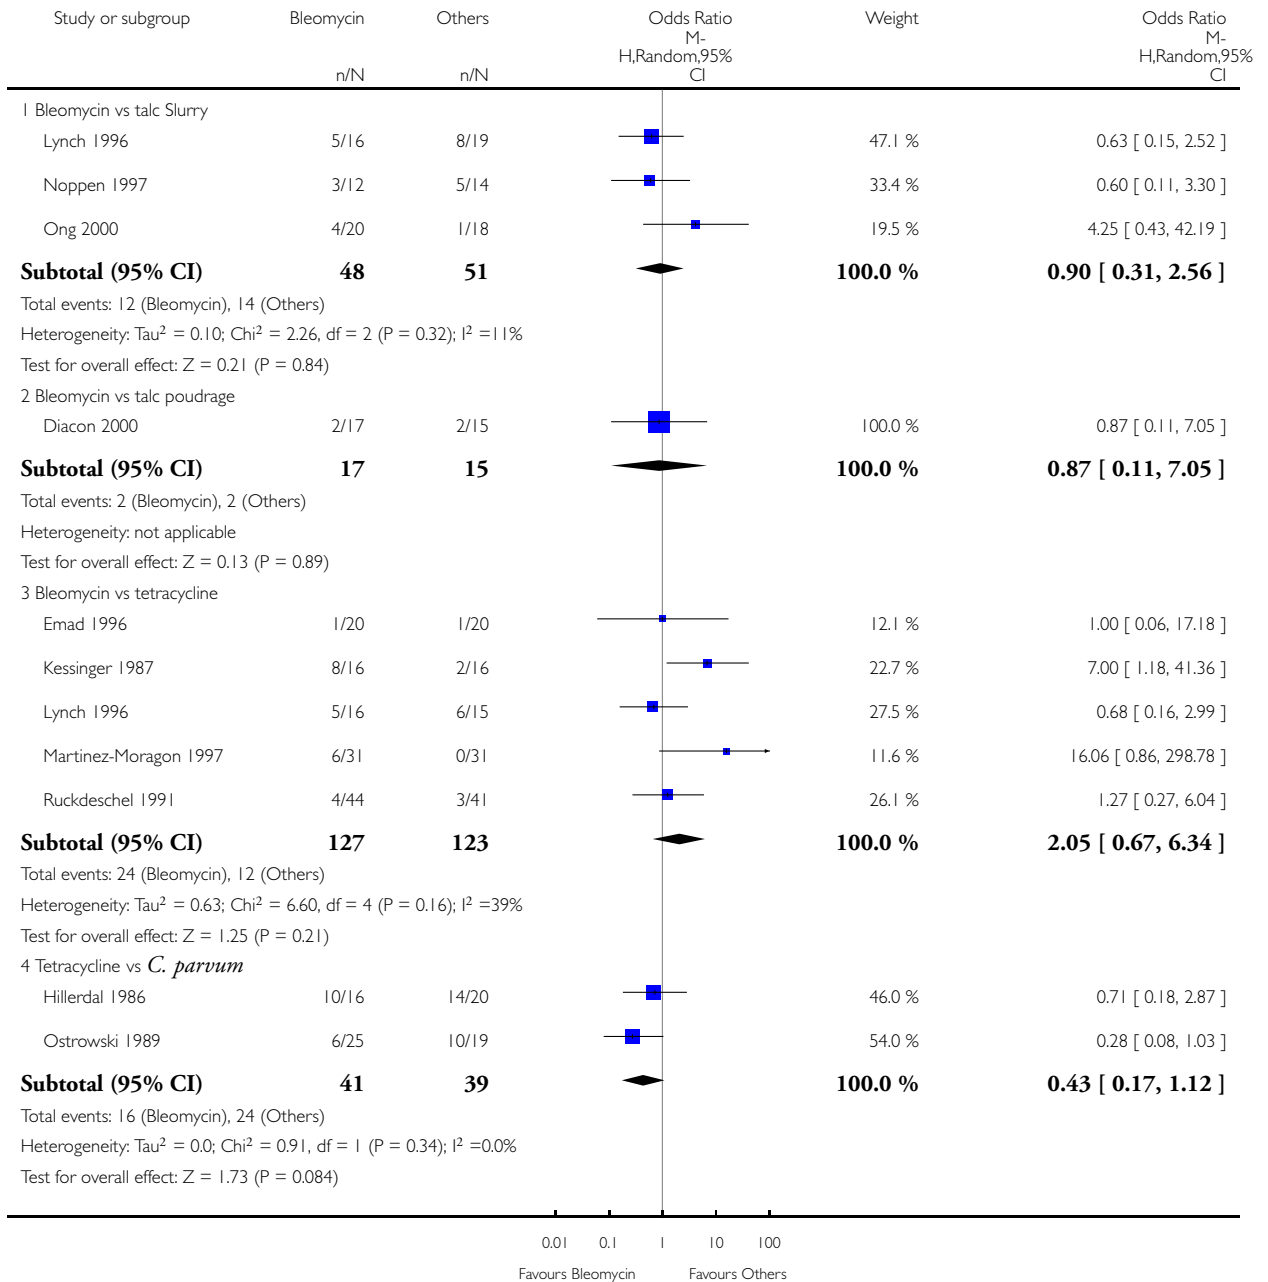 Study or subgroup Bleomycin Others Odds Ratio Weight Odds Ratio
M- M-
H,Random,95% H,Random,95%
n/N n/N CI CI
1 Bleomycin vs talc Slurry
Lynch 1996 5/16 8/19 47.1 % 0.63 [ 0.15, 2.52 ]
Noppen 1997 3/12 5/14 33.4 % 0.60 [ 0.11, 3.30 ]
Ong 2000 4/20 1/18 19.5 % 4.25 [ 0.43, 42.19 ]
Subtotal (95% CI) 48 51 100.0 % 0.90 [ 0.31, 2.56 ]
Total events: 12 (Bleomycin), 14 (Others)
Heterogeneity: Tau² = 0.10; Chi² = 2.26, df = 2 (P = 0.32); I² =11%
Test for overall effect: Z = 0.21 (P = 0.84)
2 Bleomycin vs talc poudrage
Diacon 2000 2/17 2/15 100.0 % 0.87 [ 0.11, 7.05 ]
Subtotal (95% CI) 17 15 100.0 % 0.87 [ 0.11, 7.05 ]
Total events: 2 (Bleomycin), 2 (Others)
Heterogeneity: not applicable
Test for overall effect: Z = 0.13 (P = 0.89)
3 Bleomycin vs tetracycline
Emad 1996 1/20 1/20 12.1 % 1.00 [ 0.06, 17.18 ]
Kessinger 1987 8/16 2/16 22.7 % 7.00 [ 1.18, 41.36 ]
Lynch 1996 5/16 6/15 27.5 % 0.68 [ 0.16, 2.99 ]
Martinez-Moragon 1997 6/31 0/31 11.6 % 16.06 [ 0.86, 298.78 ]
Ruckdeschel 1991 4/44 3/41 26.1 % 1.27 [ 0.27, 6.04 ]
Subtotal (95% CI) 127 123 100.0 % 2.05 [ 0.67, 6.34 ]
Total events: 24 (Bleomycin), 12 (Others)
Heterogeneity: Tau² = 0.63; Chi² = 6.60, df = 4 (P = 0.16); I² =39%
Test for overall effect: Z = 1.25 (P = 0.21)
4 Tetracycline vs C. parvum
Hillerdal 1986 10/16 14/20 46.0 % 0.71 [ 0.18, 2.87 ]
Ostrowski 1989 6/25 10/19 54.0 % 0.28 [ 0.08, 1.03 ]
Subtotal (95% CI) 41 39 100.0 % 0.43 [ 0.17, 1.12 ]
Total events: 16 (Bleomycin), 24 (Others)
Heterogeneity: Tau² = 0.0; Chi² = 0.91, df = 1 (P = 0.34); I² =0.0%
Test for overall effect: Z = 1.73 (P = 0.084)
0.01 0.1 1 10 100
Favours Bleomycin Favours Others